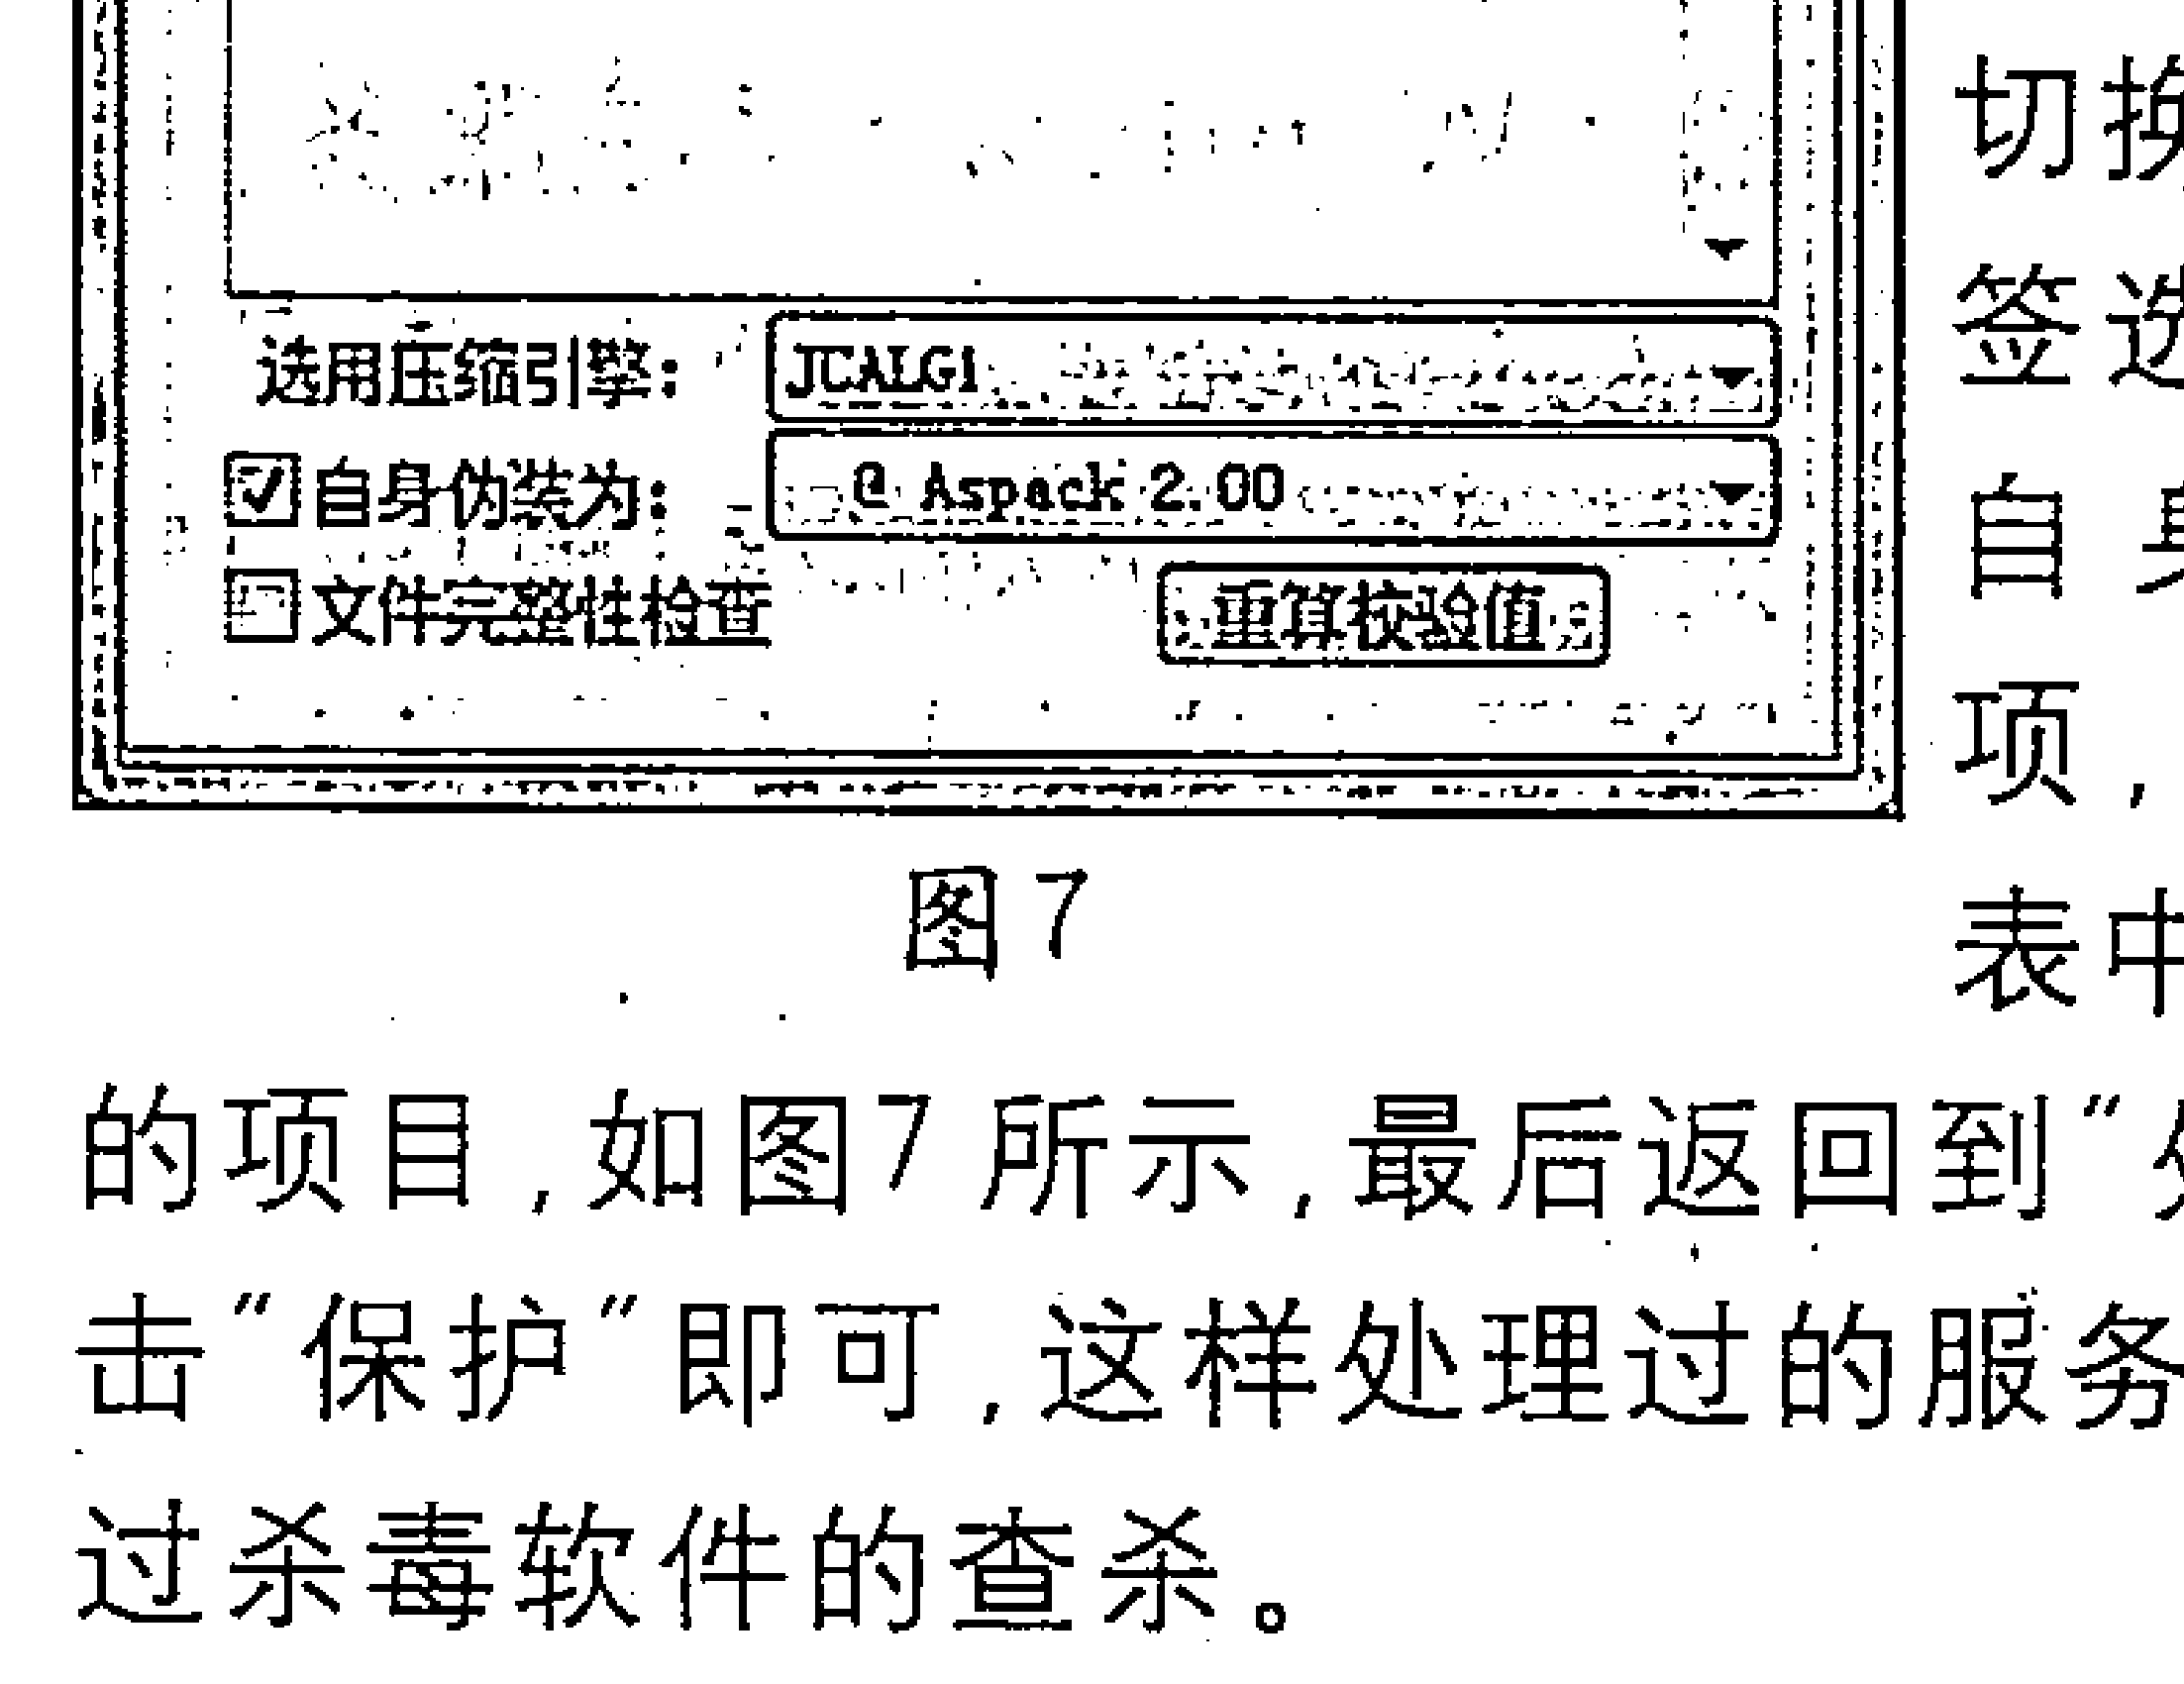 选用压缩引擎： JCALG1
自身伪装为： @ Aspack 2.00
文件完整性检查 重算校验值
图7
切换
签选
自身
项，
表中
的项目，如图7所示，最后返回到“
击“保护”即可，这样处理过的服务
过杀毒软件的查杀。